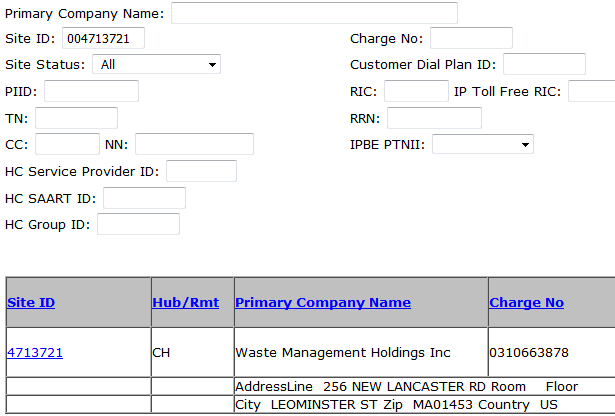 Primary Company Name:
Site ID: 004713721 Charge No:
Site Status: All Customer Dial Plan ID:
PIID: RIC: IP Toll Free RIC:
TN: RRN:
CC: NN: IPBE PTNII:
HC Service Provider ID:
HC SAART ID:
HC Group ID:
Site ID Hub/Rmt Primary Company Name Charge No
4713721 CH Waste Management Holdings Inc 0310663878
AddressLine 256 NEW LANCASTER RD Room Floor
City LEOMINSTER ST Zip MA01453 Country US